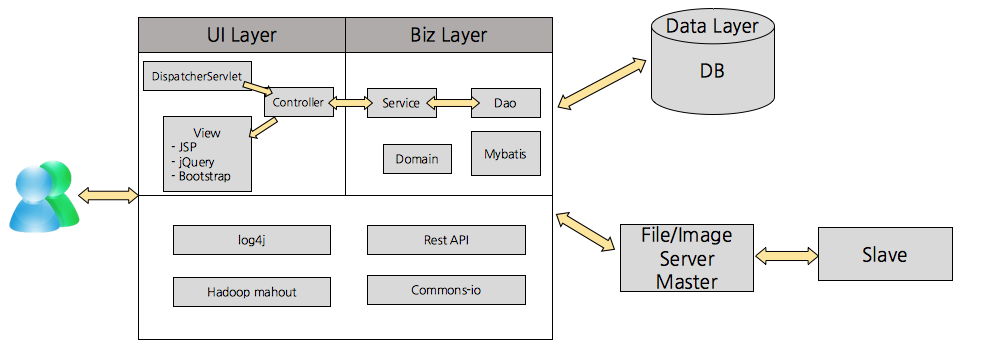 UI Layer
Biz Layer
Data Layer
DB
DispatcherServlet
Controller
Service
Dao
View
- JSP
- jQuery
- Bootstrap
Domain
Mybatis
log4j
Rest API
Hadoop mahout
Commons-io
File/Image
Server
Master
Slave